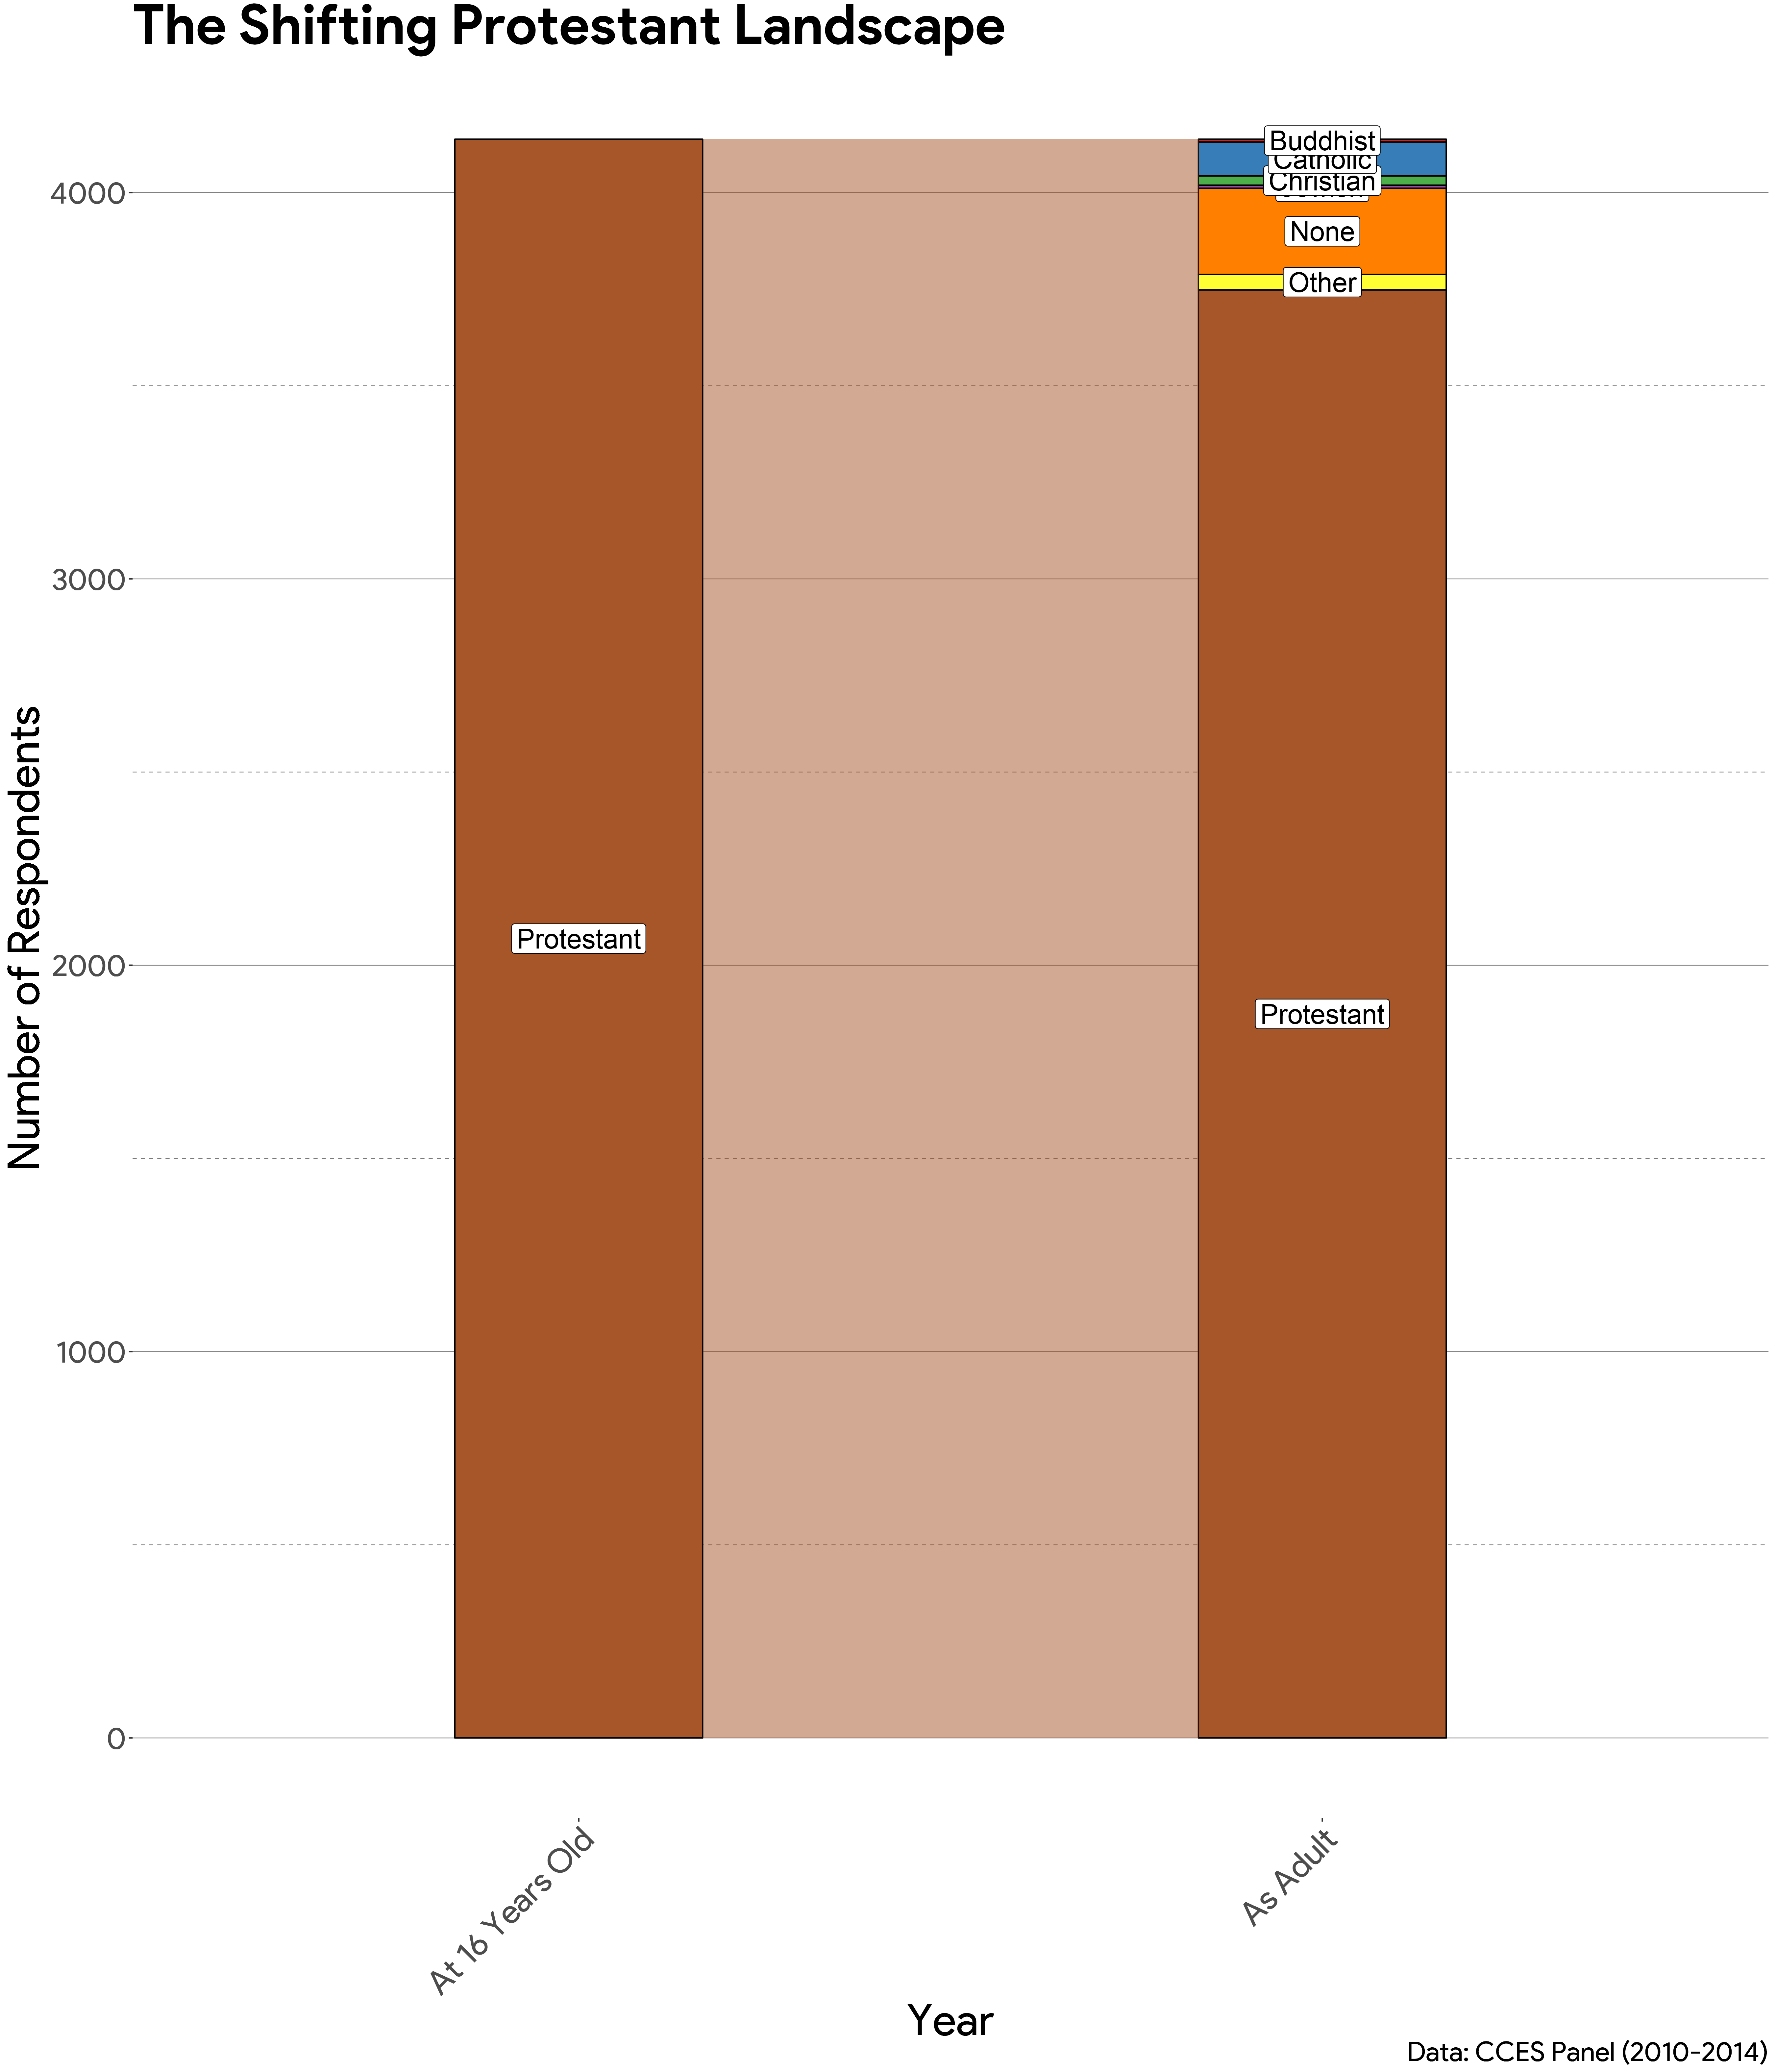 The Shifting Protestant Landscape
Buddhist
Catholic
Christian
None
Other
Protestant
Protestant
4000
3000
2000
1000
0
Number of Respondents
At 16 Years Old
As Adult
Year
Data: CCES Panel (2010-2014)